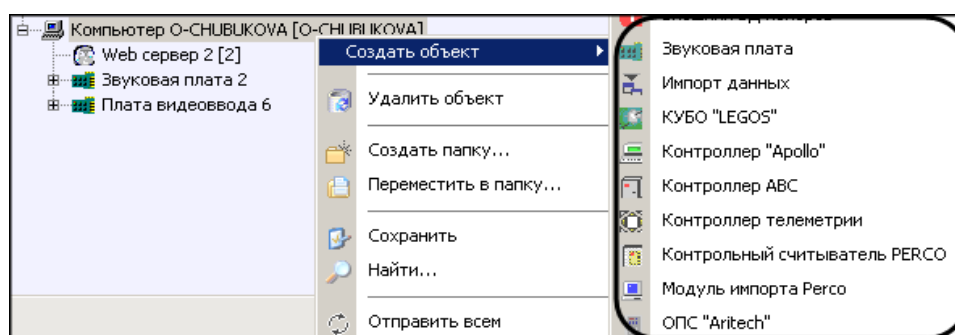 Компьютер O-CHUBUKOVA [O-CHUBUKOVA]
Web сервер 2 [2]
Звуковая плата 2
Плата видеоввода 6
Создать объект
Удалить объект
Создать папку...
Переместить в папку...
Сохранить
Найти...
Отправить всем
Звуковая плата
Импорт данных
КУБО "LEGOS"
Контроллер "Apollo"
Контроллер ABC
Контроллер телеметрии
Контрольный считыватель PERCO
Модуль импорта Perco
ОПС "Aritech"